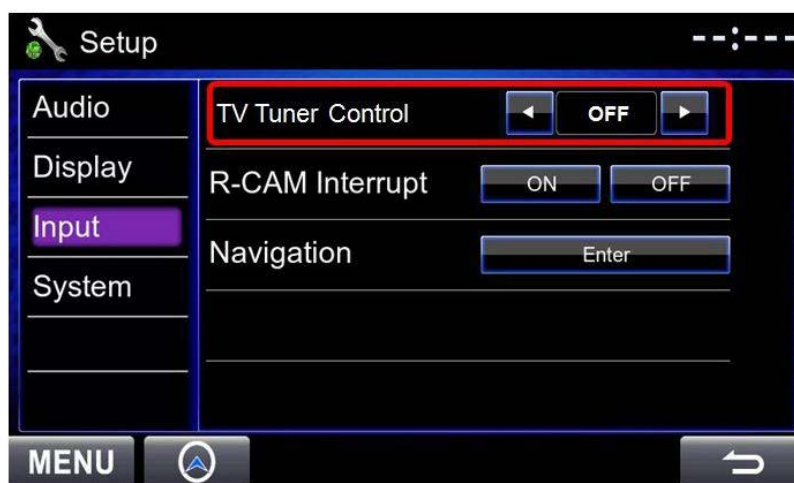 Setup
--:--
Audio
Display
Input
System
TV Tuner Control OFF
R-CAM Interrupt ON OFF
Navigation Enter
MENU